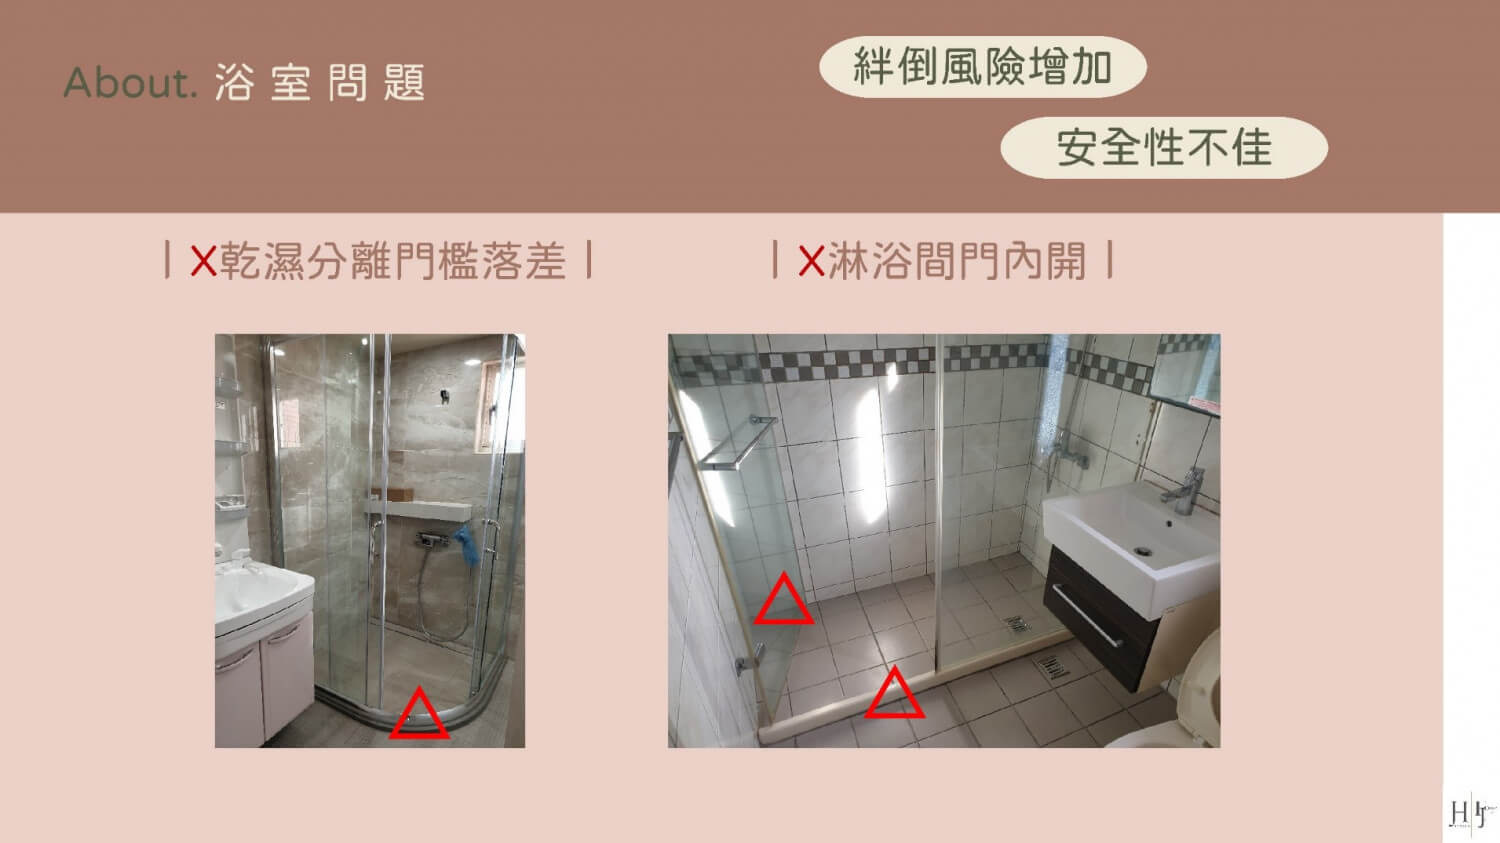 About. 浴室問題
絆倒風險增加
安全性不佳
| X乾濕分離門檻落差 |
| X淋浴間門內開 |
HJ